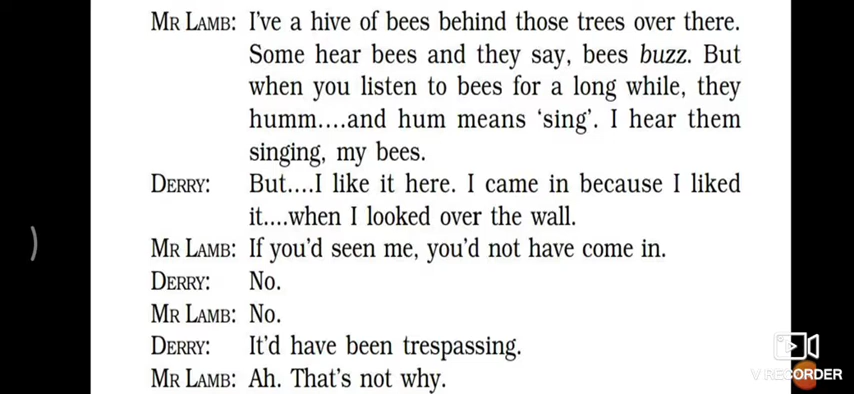 MR LAMB: I've a hive of bees behind those trees over there.
Some hear bees and they say, bees buzz. But
when you listen to bees for a long while, they
humm....and hum means ‘sing’. I hear them
singing, my bees.
DERRY: But....I like it here. I came in because I liked
it....when I looked over the wall.
MR LAMB: If you'd seen me, you'd not have come in.
DERRY: No.
MR LAMB: No.
DERRY: It'd have been trespassing.
MR LAMB: Ah. That's not why.
V RECORDER